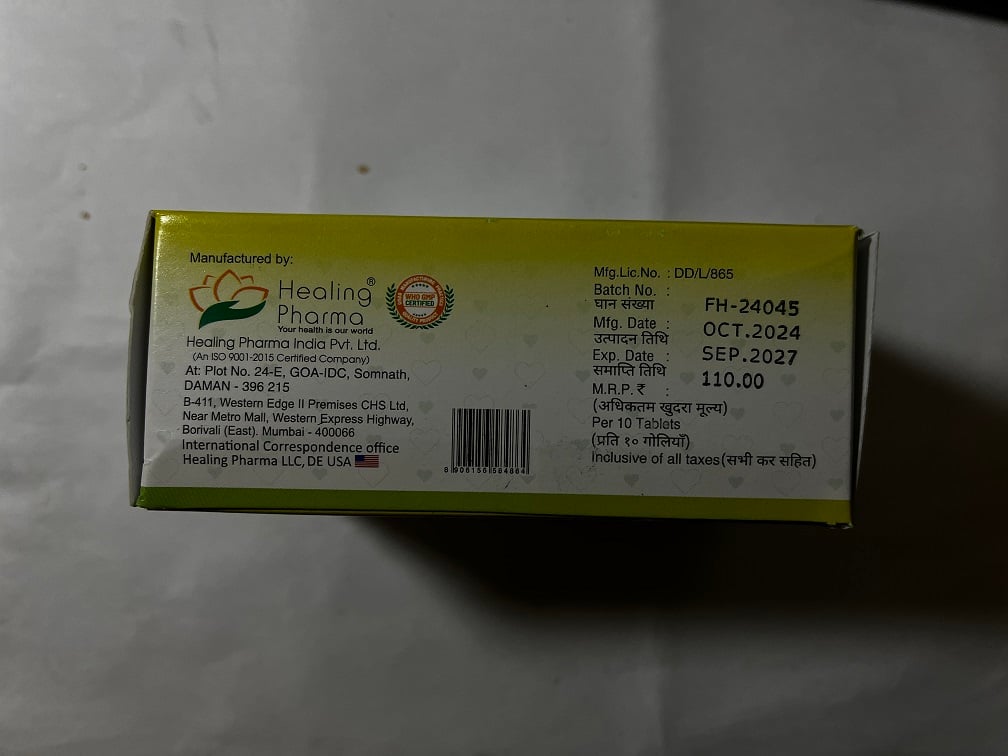 Manufactured by:
Healing®
Pharma
Your health is our world
WHO GMP
CERTIFIED
Healing Pharma India Pvt. Ltd.
(An ISO 9001-2015 Certified Company)
At: Plot No. 24-E, GOA-IDC, Somnath,
DAMAN - 396 215
B-411, Western Edge II Premises CHS Ltd,
Near Metro Mall, Western Express Highway,
Borivali (East). Mumbai - 400066
International Correspondence office
Healing Pharma LLC, DE USA
8 906156 584864
Mfg.Lic.No. : DD/L/865
Batch No. :
घान संख्या FH-24045
Mfg. Date :
उत्पादन तिथि OCT.2024
Exp. Date :
समाप्ति तिथि SEP.2027
M.R.P. ₹ : 110.00
(अधिकतम खुदरा मूल्य)
Per 10 Tablets
(प्रति १० गोलियाँ)
Inclusive of all taxes(सभी कर सहित)